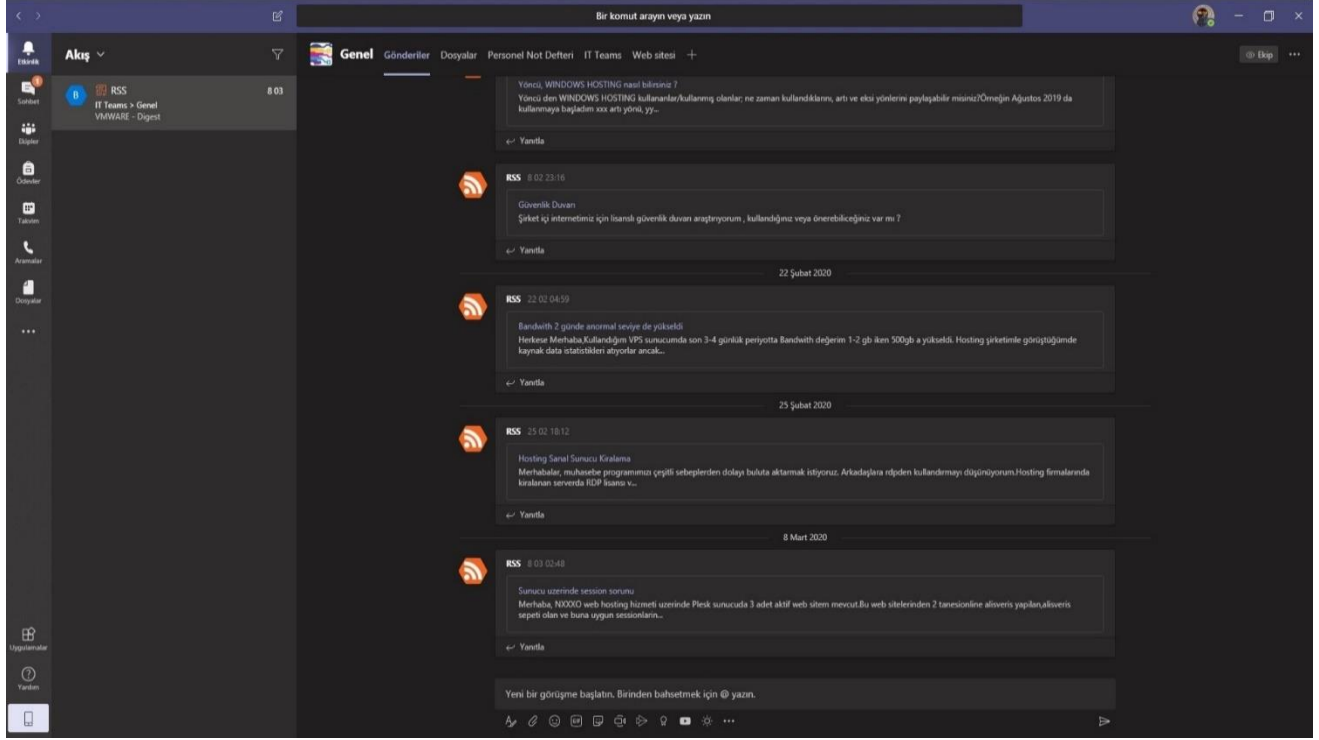 Bir komut arayın veya yazın
Etkinlik
Sohbet
1
Ekipler
Ödevler
Takvim
Aramalar
Dosyalar
Uygulamalar
Yardım
Akış
B
RSS
8 03
IT Teams > Genel
VMWARE - Digest
Genel Gönderiler Dosyalar Personel Not Defteri IT Teams Web sitesi +
Ekip
Yöncü, WINDOWS HOSTING nasıl bilirsiniz ?
Yöncü den WINDOWS HOSTING kullananlar/kullanmış olanlar; ne zaman kullandıklarını, artı ve eksi yönlerini paylaşabilir misiniz?Örneğin Ağustos 2019 da
kullanmaya başladım xxx artı yönü, yy...
Yanıtla
RSS 8 02 23:16
Güvenlik Duvarı
Şirket içi internetimiz için lisanslı güvenlik duvarı araştırıyorum , kullandığınız veya önerebiliceğiniz var mı ?
Yanıtla
22 Şubat 2020
RSS 22 02 04:59
Bandwith 2 günde anormal seviye de yükseldi
Herkese Merhaba,Kullandığım VPS sunucumda son 3-4 günlük periyotta Bandwith değerim 1-2 gb iken 500gb a yükseldi. Hosting şirketimle görüştüğümde
kaynak data istatistikleri atıyorlar ancak...
Yanıtla
25 Şubat 2020
RSS 25 02 18:12
Hosting Sanal Sunucu Kiralama
Merhabalar, muhasebe programımızı çeşitli sebeplerden dolayı buluta aktarmak istiyoruz. Arkadaşlara rdpden kullandırmayı düşünüyorum.Hosting firmalarında
kiralanan serverda RDP lisansı v...
Yanıtla
8 Mart 2020
RSS 8 03 02:48
Sunucu uzerinde session sorunu
Merhaba, NXXXO web hosting hizmeti uzerinde Plesk sunucuda 3 adet aktif web sitem mevcut.Bu web sitelerinden 2 tanesionline alisveris yapilan,alisveris
sepeti olan ve buna uygun sessionlarin...
Yanıtla
Yeni bir görüşme başlatın. Birinden bahsetmek için @ yazın.
GIF